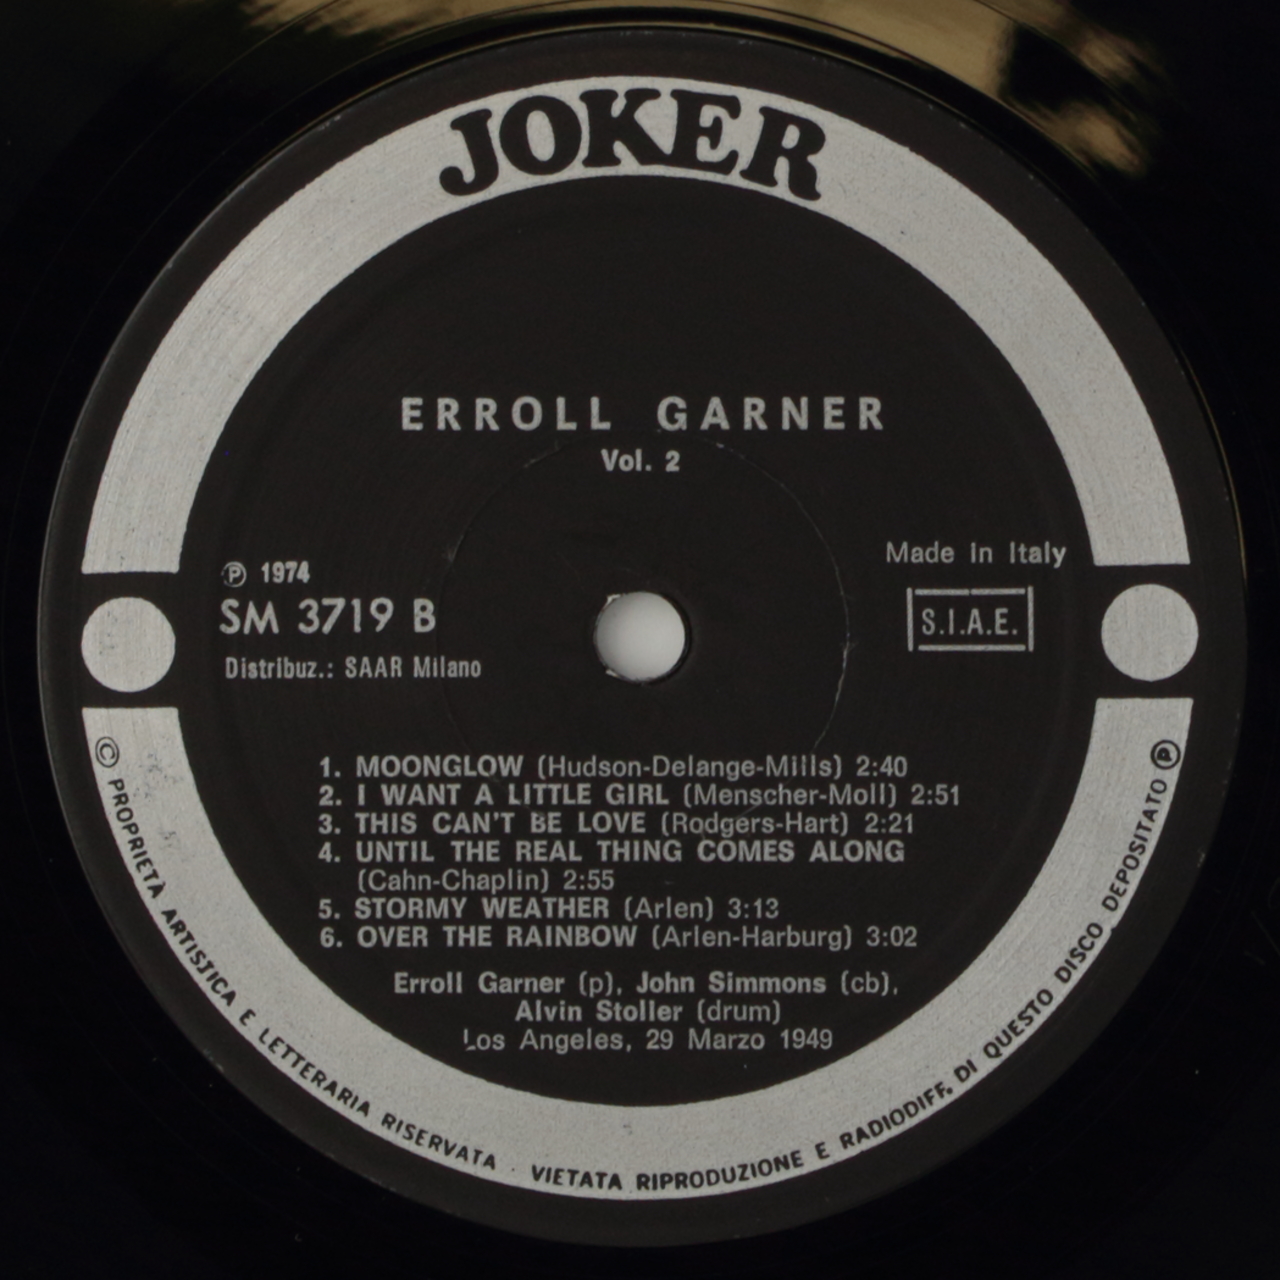 JOKER
ERROLL GARNER
Vol. 2
Made in Italy
℗ 1974
SM 3719 B
S.I.A.E.
Distribuz.: SAAR Milano
1. MOONGLOW (Hudson-Delange-Mills) 2:40
2. I WANT A LITTLE GIRL (Menscher-Moll) 2:51
3. THIS CAN'T BE LOVE (Rodgers-Hart) 2:21
4. UNTIL THE REAL THING COMES ALONG
(Cahn-Chaplin) 2:55
5. STORMY WEATHER (Arlen) 3:13
6. OVER THE RAINBOW (Arlen-Harburg) 3:02
Erroll Garner (p), John Simmons (cb),
Alvin Stoller (drum)
Los Angeles, 29 Marzo 1949
© PROPRIETÀ ARTISTICA E LETTERARIA RISERVATA . VIETATA RIPRODUZIONE E RADIODIFF. DI QUESTO DISCO DEPOSITATO ℗